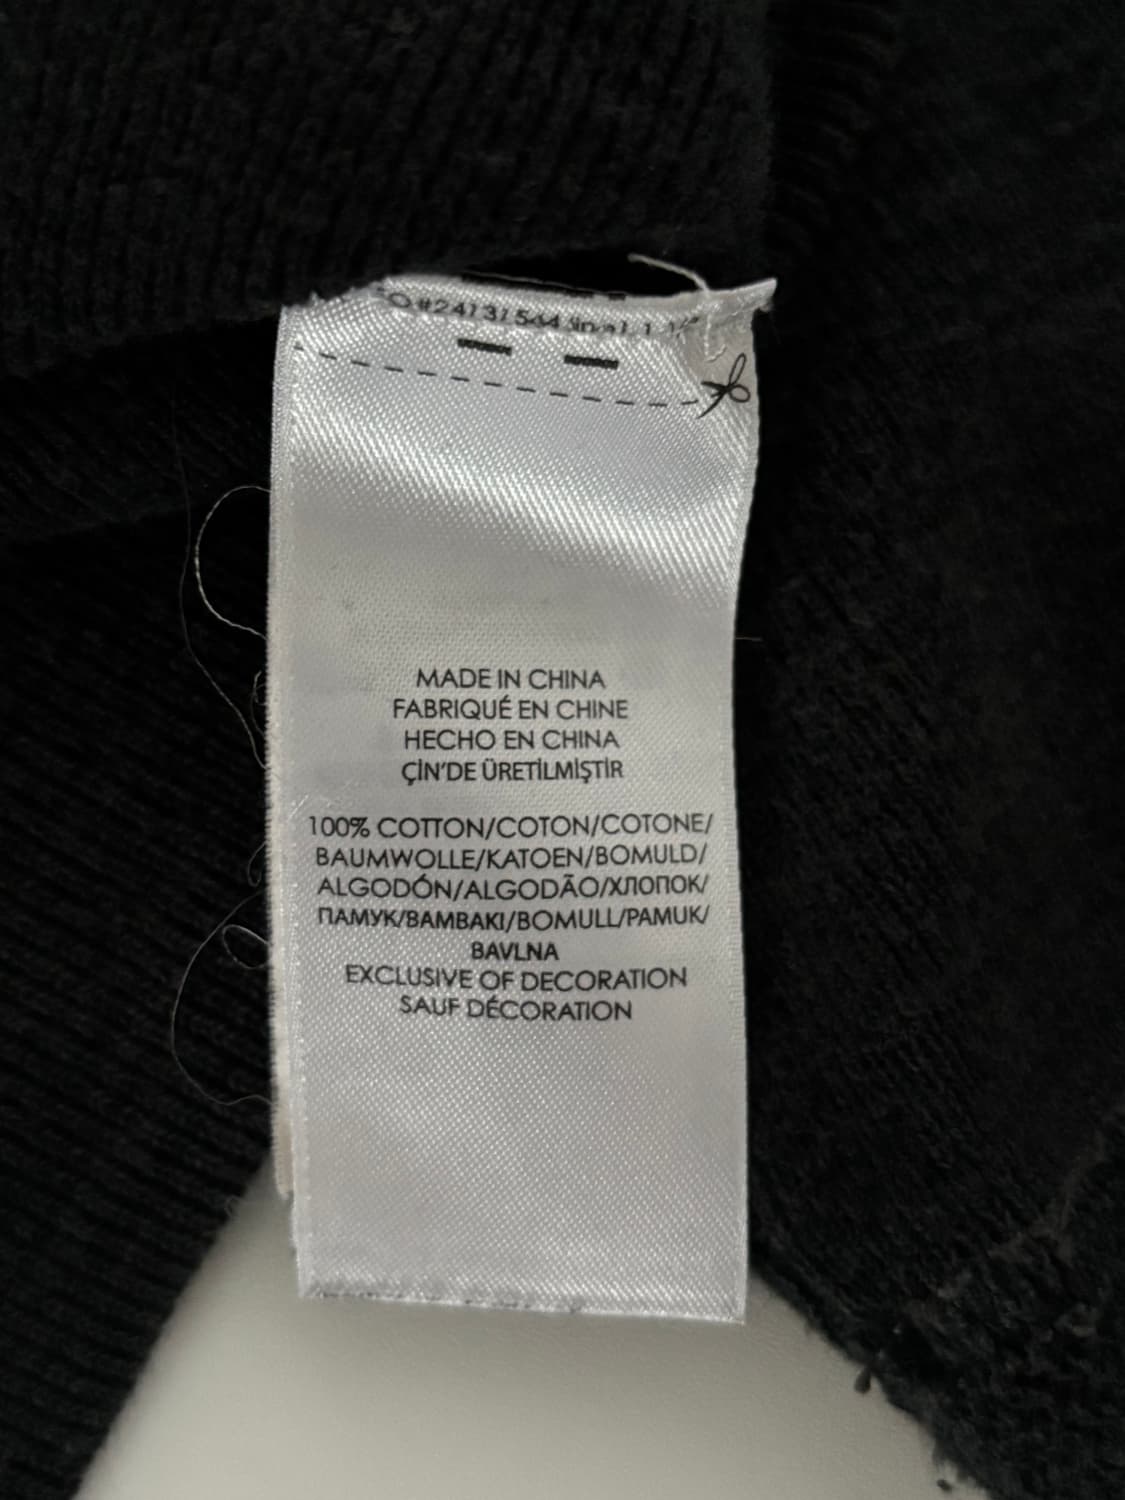 MADE IN CHINA
FABRIQUÉ EN CHINE
HECHO EN CHINA
ÇİN'DE ÜRETİLMİŞTİR
100% COTTON/COTON/COTONE/
BAUMWOLLE/KATOEN/BOMULD/
ALGODÓN/ALGODÃO/ХЛОПОК/
ПАМУК/ΒΑΜΒΑΚΙ/BOMULL/PAMUK/
BAVLNA
EXCLUSIVE OF DECORATION
SAUF DÉCORATION